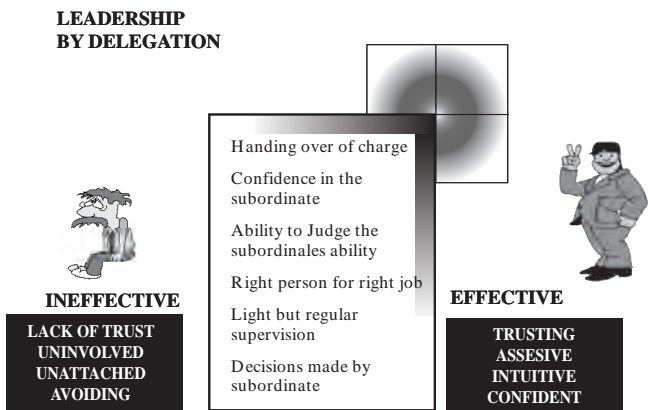 LEADERSHIP
BY DELEGATION
Handing over of charge
Confidence in the
subordinate
Ability to Judge the
subordinales ability
Right person for right job
Light but regular
supervision
Decisions made by
subordinate
INEFFECTIVE
LACK OF TRUST
UNINVOLVED
UNATTACHED
AVOIDING
EFFECTIVE
TRUSTING
ASSESIVE
INTUITIVE
CONFIDENT